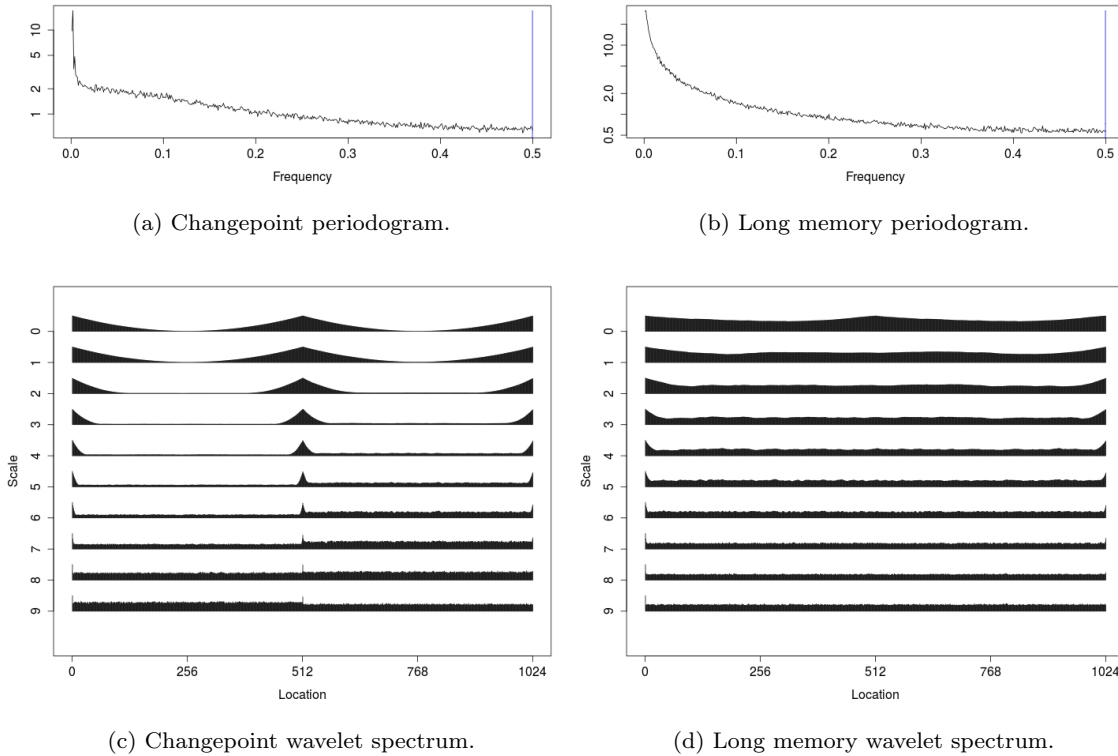 10
5
2
1
0.0 0.1 0.2 0.3 0.4 0.5
Frequency
(a) Changepoint periodogram.
10.0
2.0
0.5
0.0 0.1 0.2 0.3 0.4 0.5
Frequency
(b) Long memory periodogram.
Scale
0
1
2
3
4
5
6
7
8
9
0 256 512 768 1024
Location
(c) Changepoint wavelet spectrum.
Scale
0
1
2
3
4
5
6
7
8
9
0 256 512 768 1024
Location
(d) Long memory wavelet spectrum.